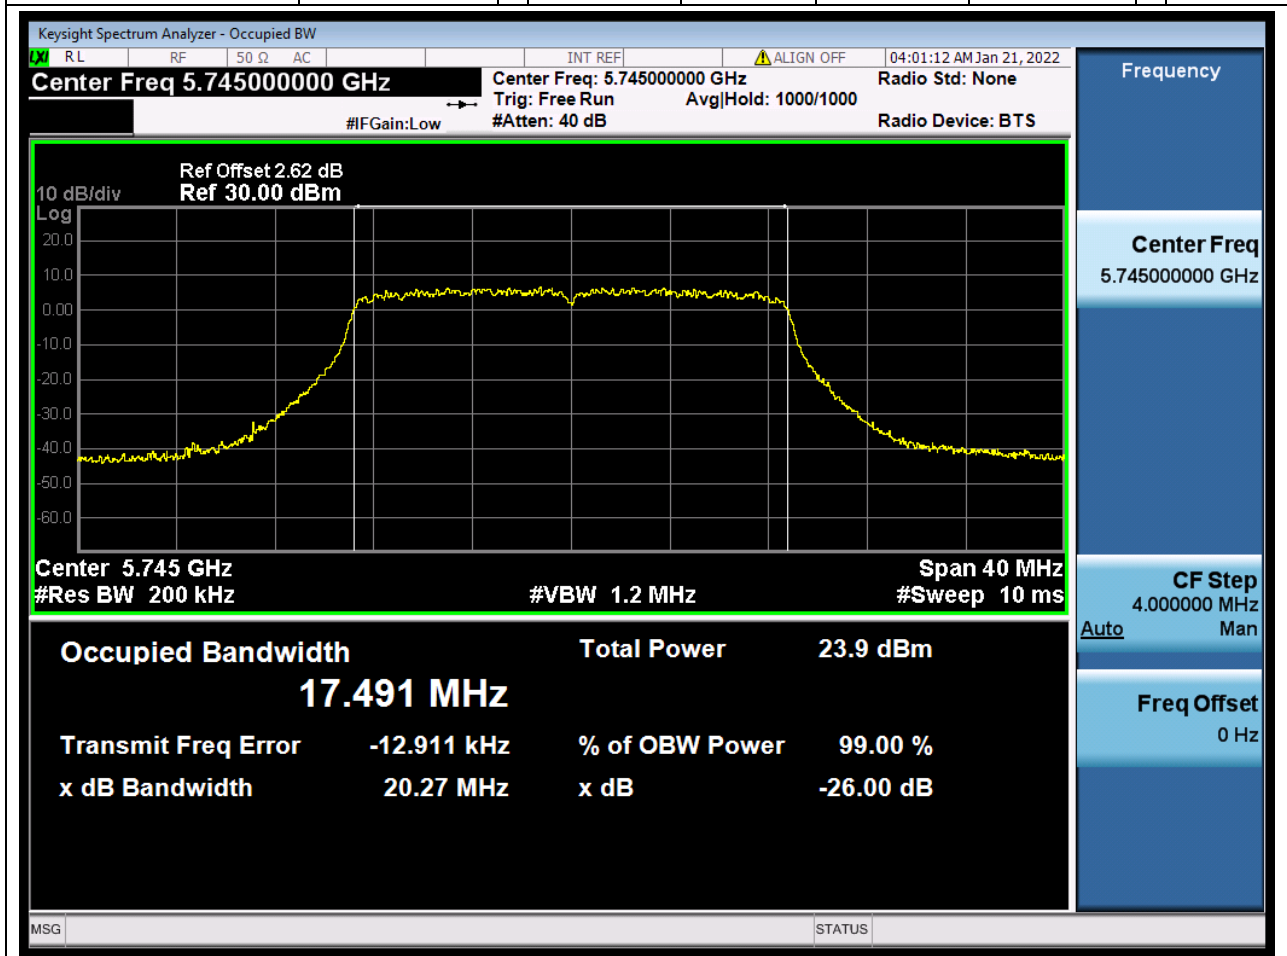 Keysight Spectrum Analyzer - Occupied BW
LXI RL RF 50 Ω AC INT REF ALIGN OFF 04:01:12 AM Jan 21, 2022
Center Freq 5.745000000 GHz
Center Freq: 5.745000000 GHz
Radio Std: None
Trig: Free Run Avg|Hold: 1000/1000
#IFGain:Low
#Atten: 40 dB
Radio Device: BTS
Ref Offset 2.62 dB
10 dB/div Ref 30.00 dBm
Log
20.0
10.0
0.00
-10.0
-20.0
-30.0
-40.0
-50.0
-60.0
Center 5.745 GHz Span 40 MHz
#Res BW 200 kHz #VBW 1.2 MHz #Sweep 10 ms
Occupied Bandwidth Total Power 23.9 dBm
17.491 MHz
Transmit Freq Error -12.911 kHz % of OBW Power 99.00 %
x dB Bandwidth 20.27 MHz x dB -26.00 dB
MSG STATUS
Frequency
Center Freq
5.745000000 GHz
CF Step
4.000000 MHz
Auto Man
Freq Offset
0 Hz